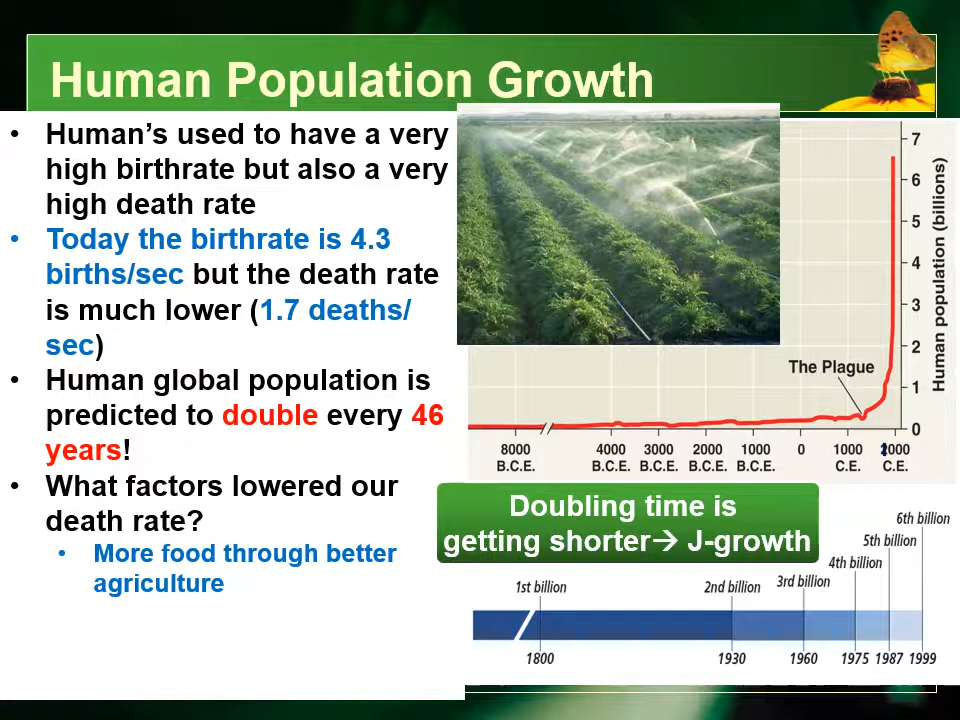 Human Population Growth
• Human's used to have a very
high birthrate but also a very
high death rate
• Today the birthrate is 4.3
births/sec but the death rate
is much lower (1.7 deaths/
sec)
• Human global population is
predicted to double every 46
years!
• What factors lowered our
death rate?
• More food through better
agriculture
7
6
5
4
3
2
1
0
Human population (billions)
The Plague
8000 4000 3000 2000 1000 0 1000 2000
B.C.E. B.C.E. B.C.E. B.C.E. B.C.E. C.E. C.E.
Doubling time is
getting shorter→ J-growth
6th billion
5th billion
4th billion
1st billion 2nd billion 3rd billion
1800 1930 1960 1975 1987 1999